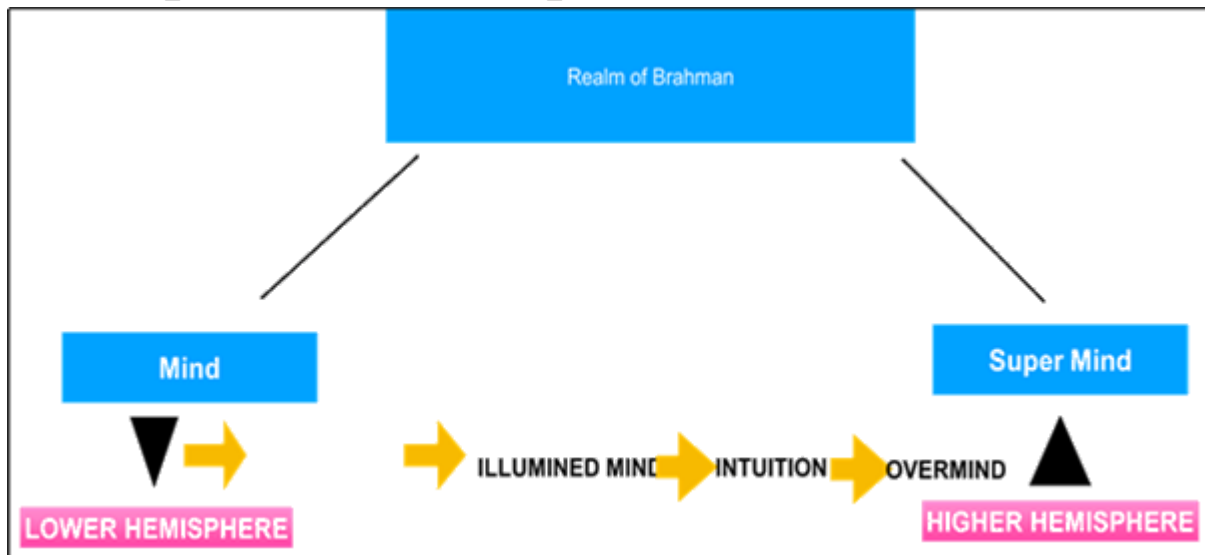 Realm of Brahman
Mind
Super Mind
ILLUMINED MIND
INTUITION
OVERMIND
LOWER HEMISPHERE
HIGHER HEMISPHERE